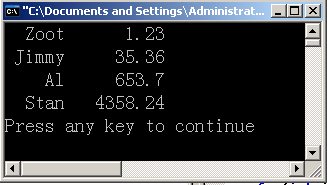 "C:\Documents and Settings\Administrat...
Zoot 1.23
Jimmy 35.36
Al 653.7
Stan 4358.24
Press any key to continue